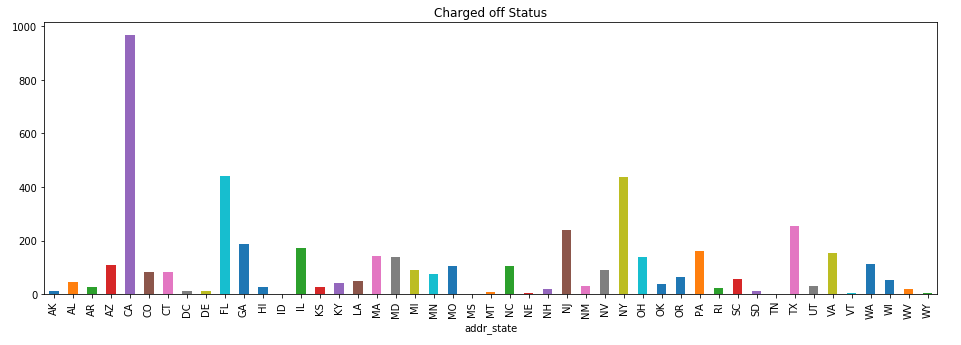 Charged off Status
1000
800
600
400
200
0
AK AL AR AZ CA CO CT DC DE FL GA HI ID IL KS KY LA MA MD MI MN MO MS MT NC NE NH NJ NM NV NY OH OK OR PA RI SC SD TN TX UT VA VT WA WI WV WY
addr_state